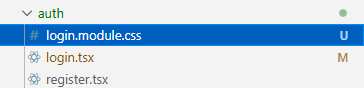 auth
# login.module.css U
login.tsx M
register.tsx